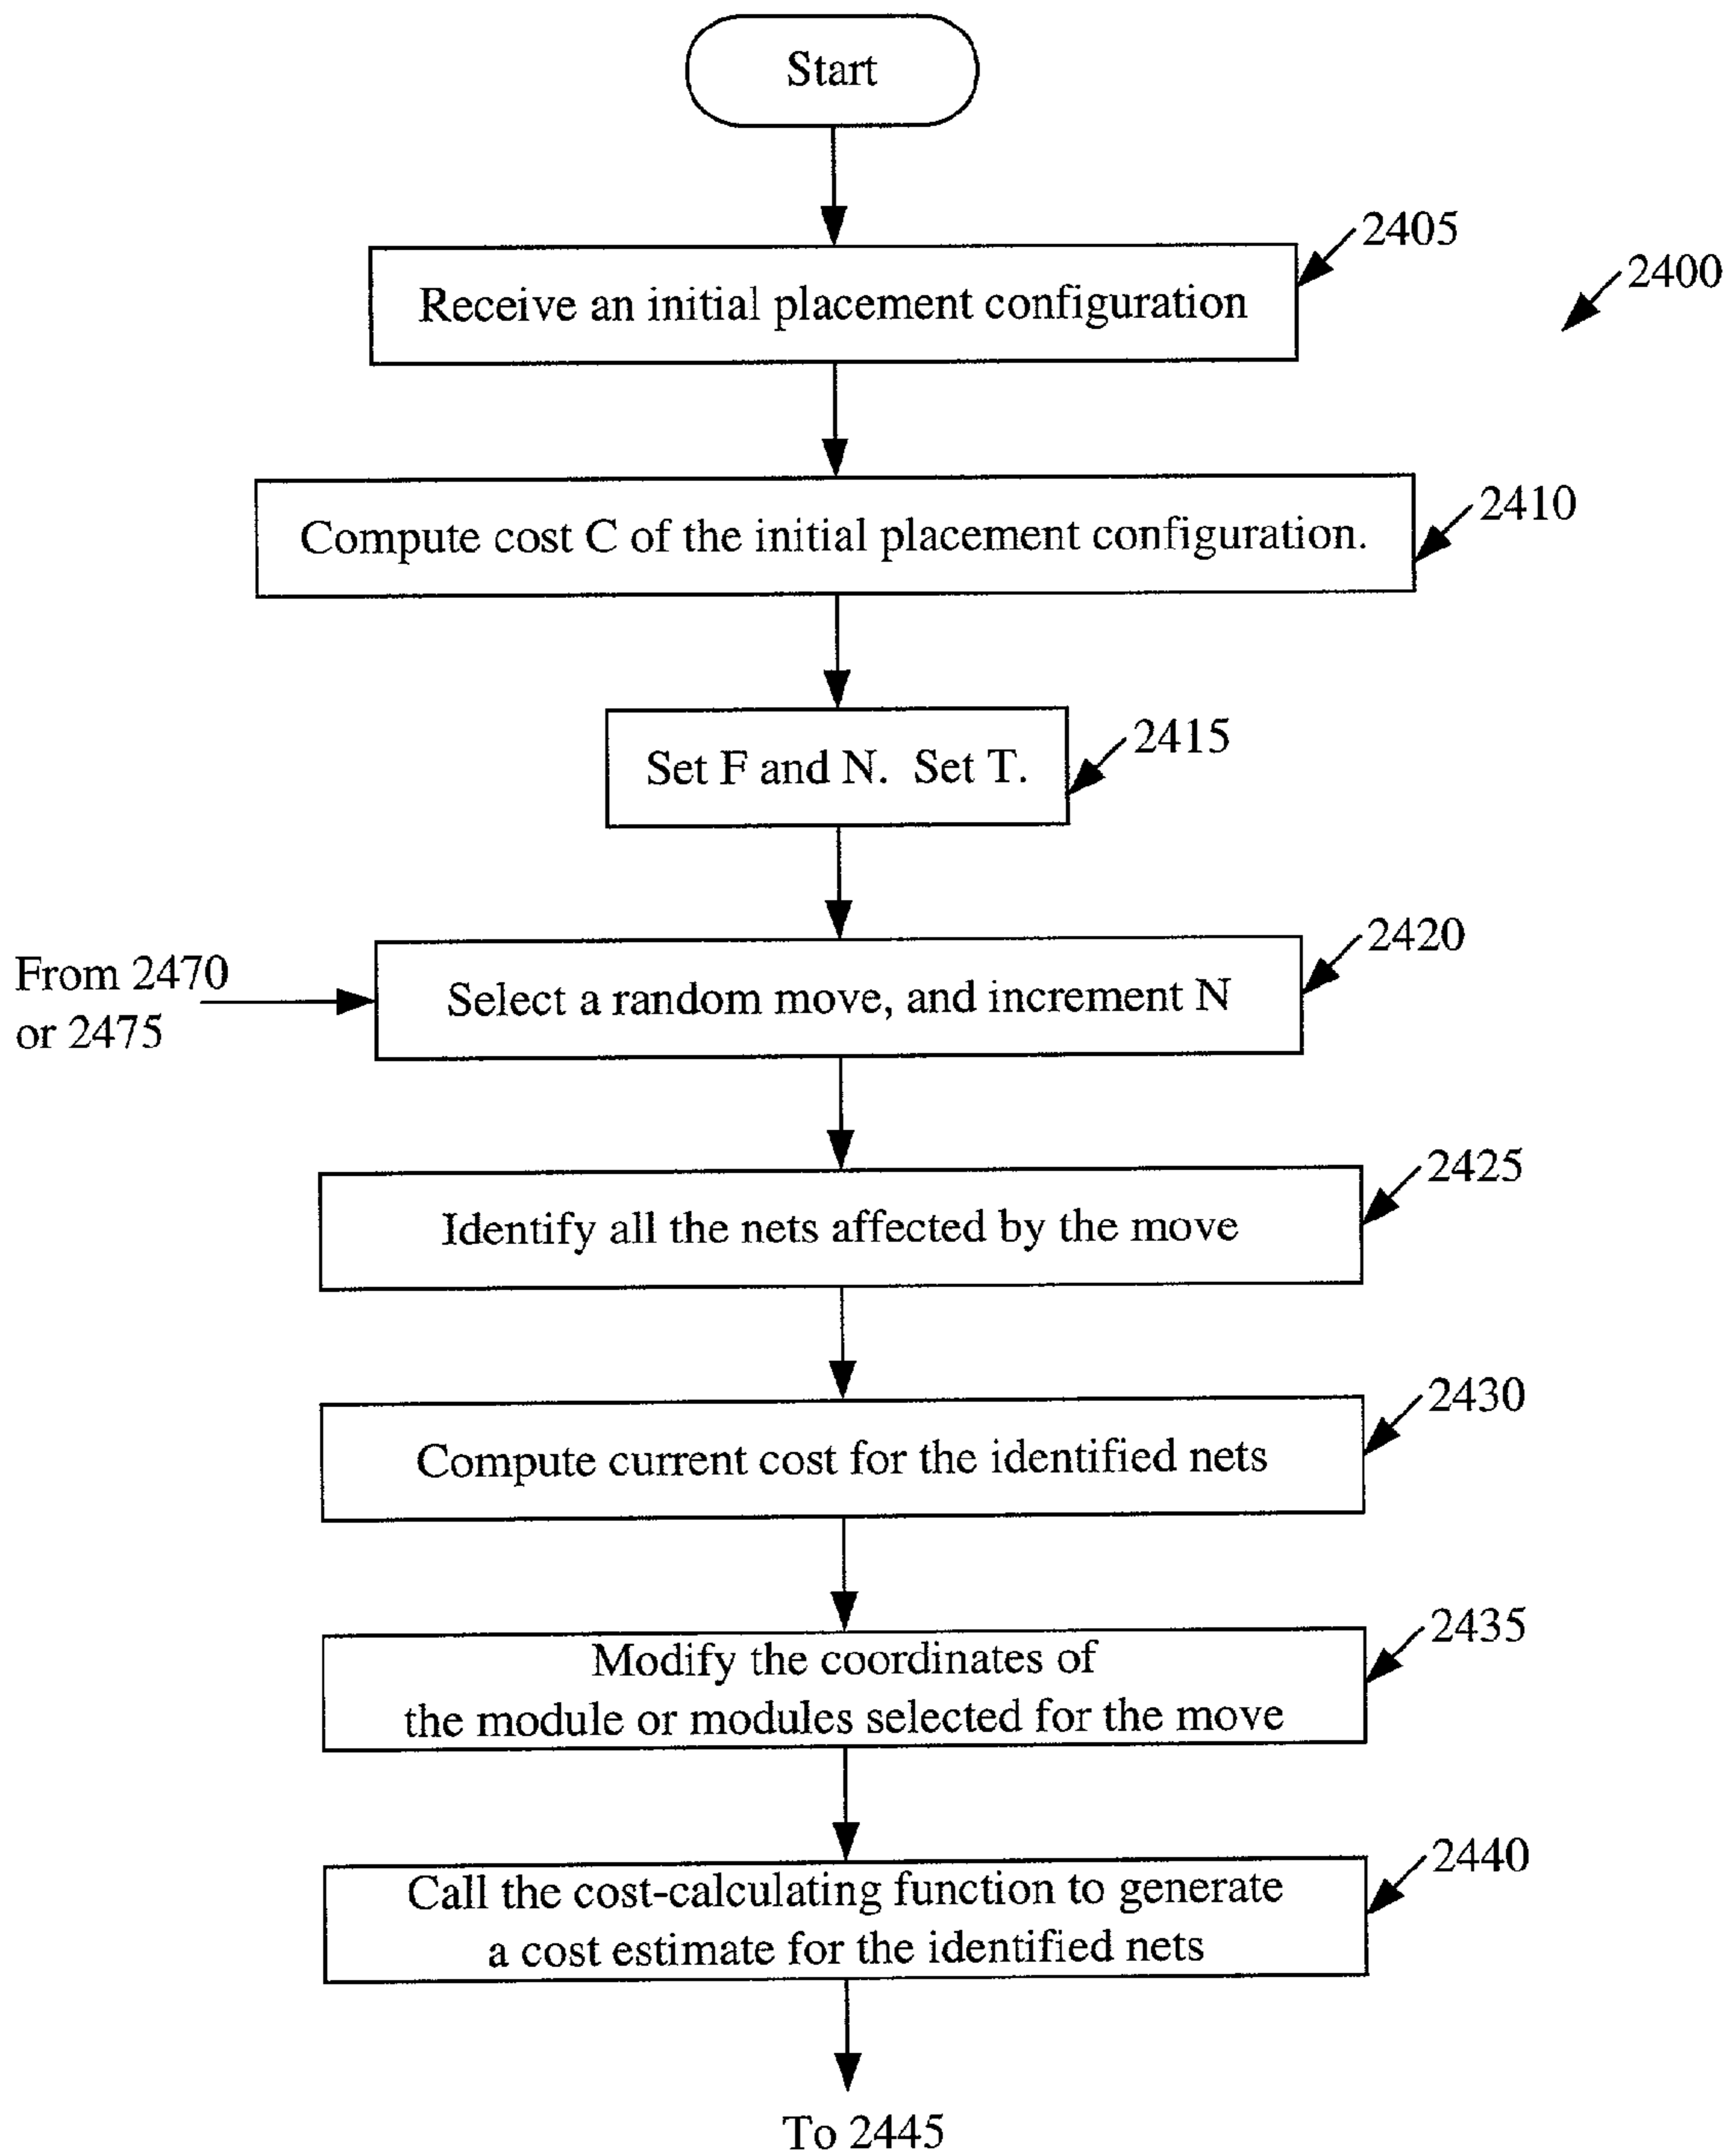 Start
2405
2400
Receive an initial placement configuration
2410
Compute cost C of the initial placement configuration.
2415
Set F and N. Set T.
2420
From 2470
or 2475
Select a random move, and increment N
2425
Identify all the nets affected by the move
2430
Compute current cost for the identified nets
2435
Modify the coordinates of
the module or modules selected for the move
2440
Call the cost-calculating function to generate
a cost estimate for the identified nets
To 2445